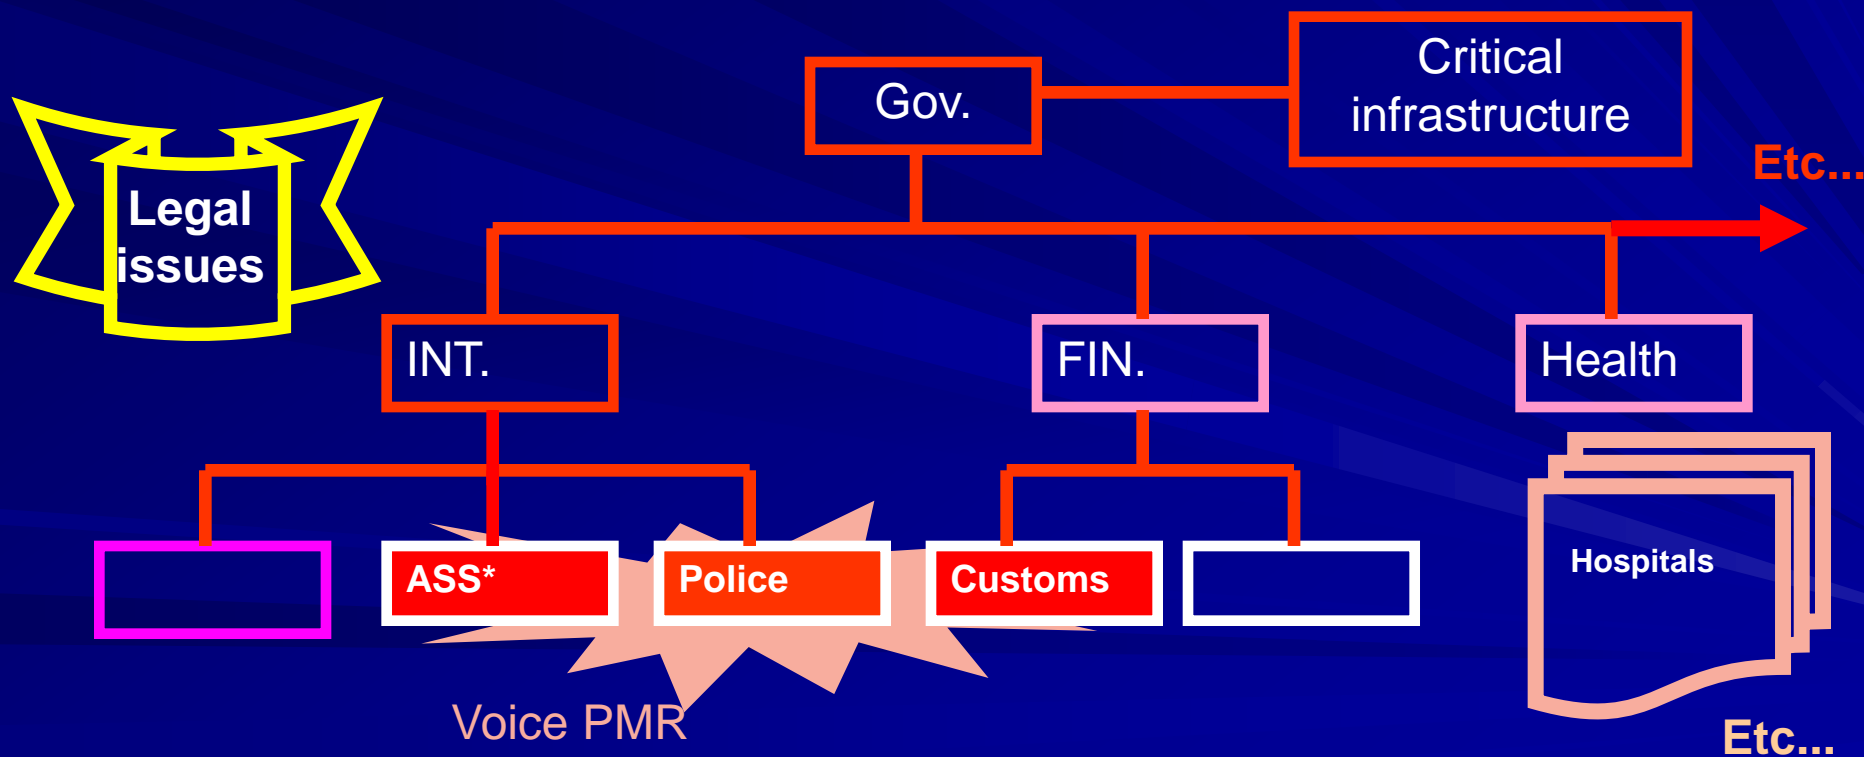 Critical
infrastructure
Gov.
Etc...
Legal
issues
INT.
FIN.
Health
ASS*
Police
Customs
Hospitals
Voice PMR
Etc...